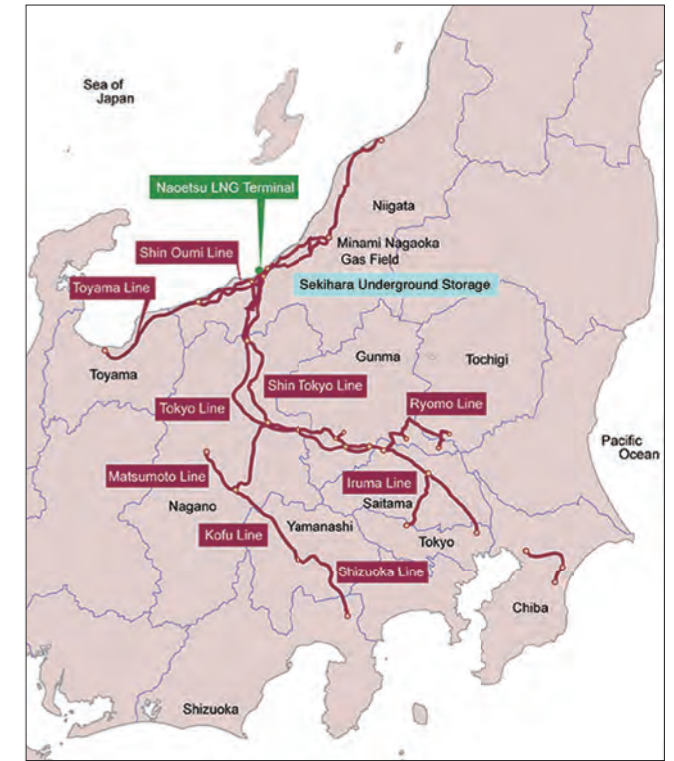 Sea of
Japan
Naoetsu LNG Terminal
Niigata
Shin Oumi Line
Minami Nagaoka
Gas Field
Toyama Line
Sekihara Underground Storage
Toyama
Gunma
Tochigi
Shin Tokyo Line
Tokyo Line
Ryomo Line
Pacific
Ocean
Matsumoto Line
Iruma Line
Nagano
Saitama
Kofu Line
Yamanashi
Tokyo
Shizuoka Line
Chiba
Shizuoka